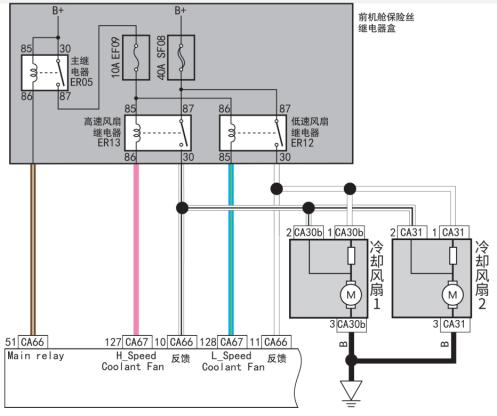 B+
B+
前机舱保险丝
继电器盒
85
30
主继
电器
ER05
86
87
10A EF09
40A SF08
85
87
86
87
高速风扇
继电器
ER13
低速风扇
继电器
ER12
86
30
85
30
2 CA30b
1 CA30b
2 CA31
1 CA31
冷却风扇1
冷却风扇2
M
M
3 CA30b
3 CA31
B
B
51 CA66
127 CA67
10 CA66
128 CA67
11 CA66
Main relay
H_Speed
Coolant Fan
反馈
L_Speed
Coolant Fan
反馈